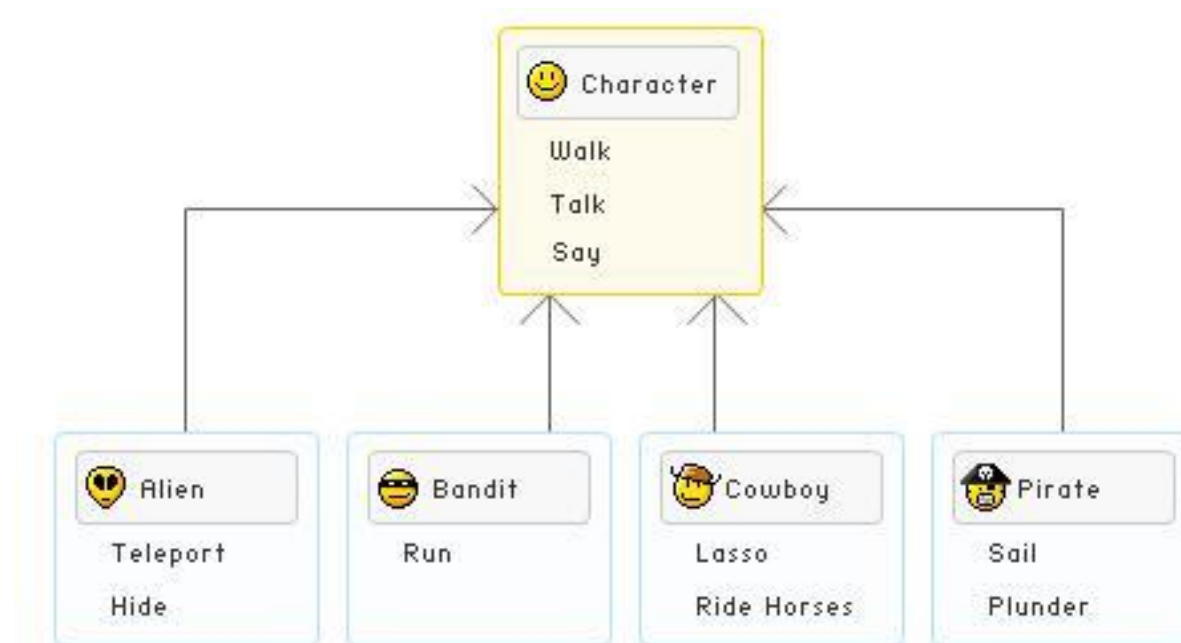 Character
Walk
Talk
Say
Alien
Teleport
Hide
Bandit
Run
Cowboy
Lasso
Ride Horses
Pirate
Sail
Plunder